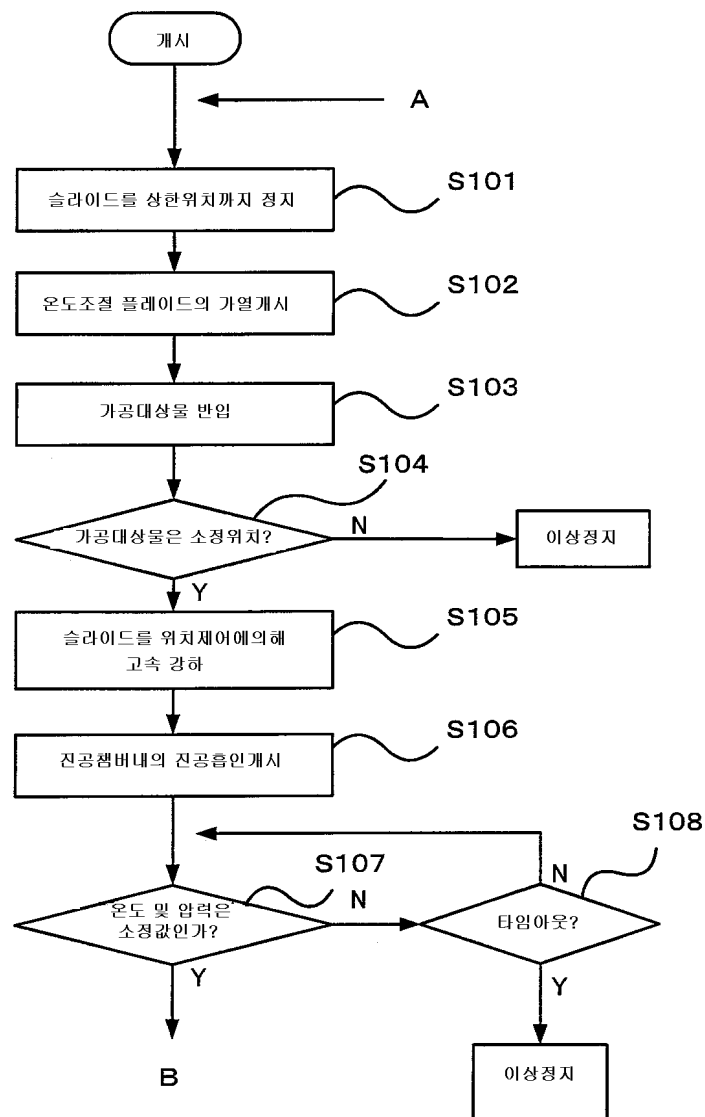 개시
A
슬라이드를 상한위치까지 정지
S101
온도조절 플레이드의 가열개시
S102
가공대상물 반입
S103
S104
가공대상물은 소정위치?
N
이상정지
Y
슬라이드를 위치제어에의해
고속 강하
S105
진공챔버내의 진공흡인개시
S106
S107
온도 및 압력은
소정값인가?
N
S108
타임아웃?
N
Y
Y
B
이상정지